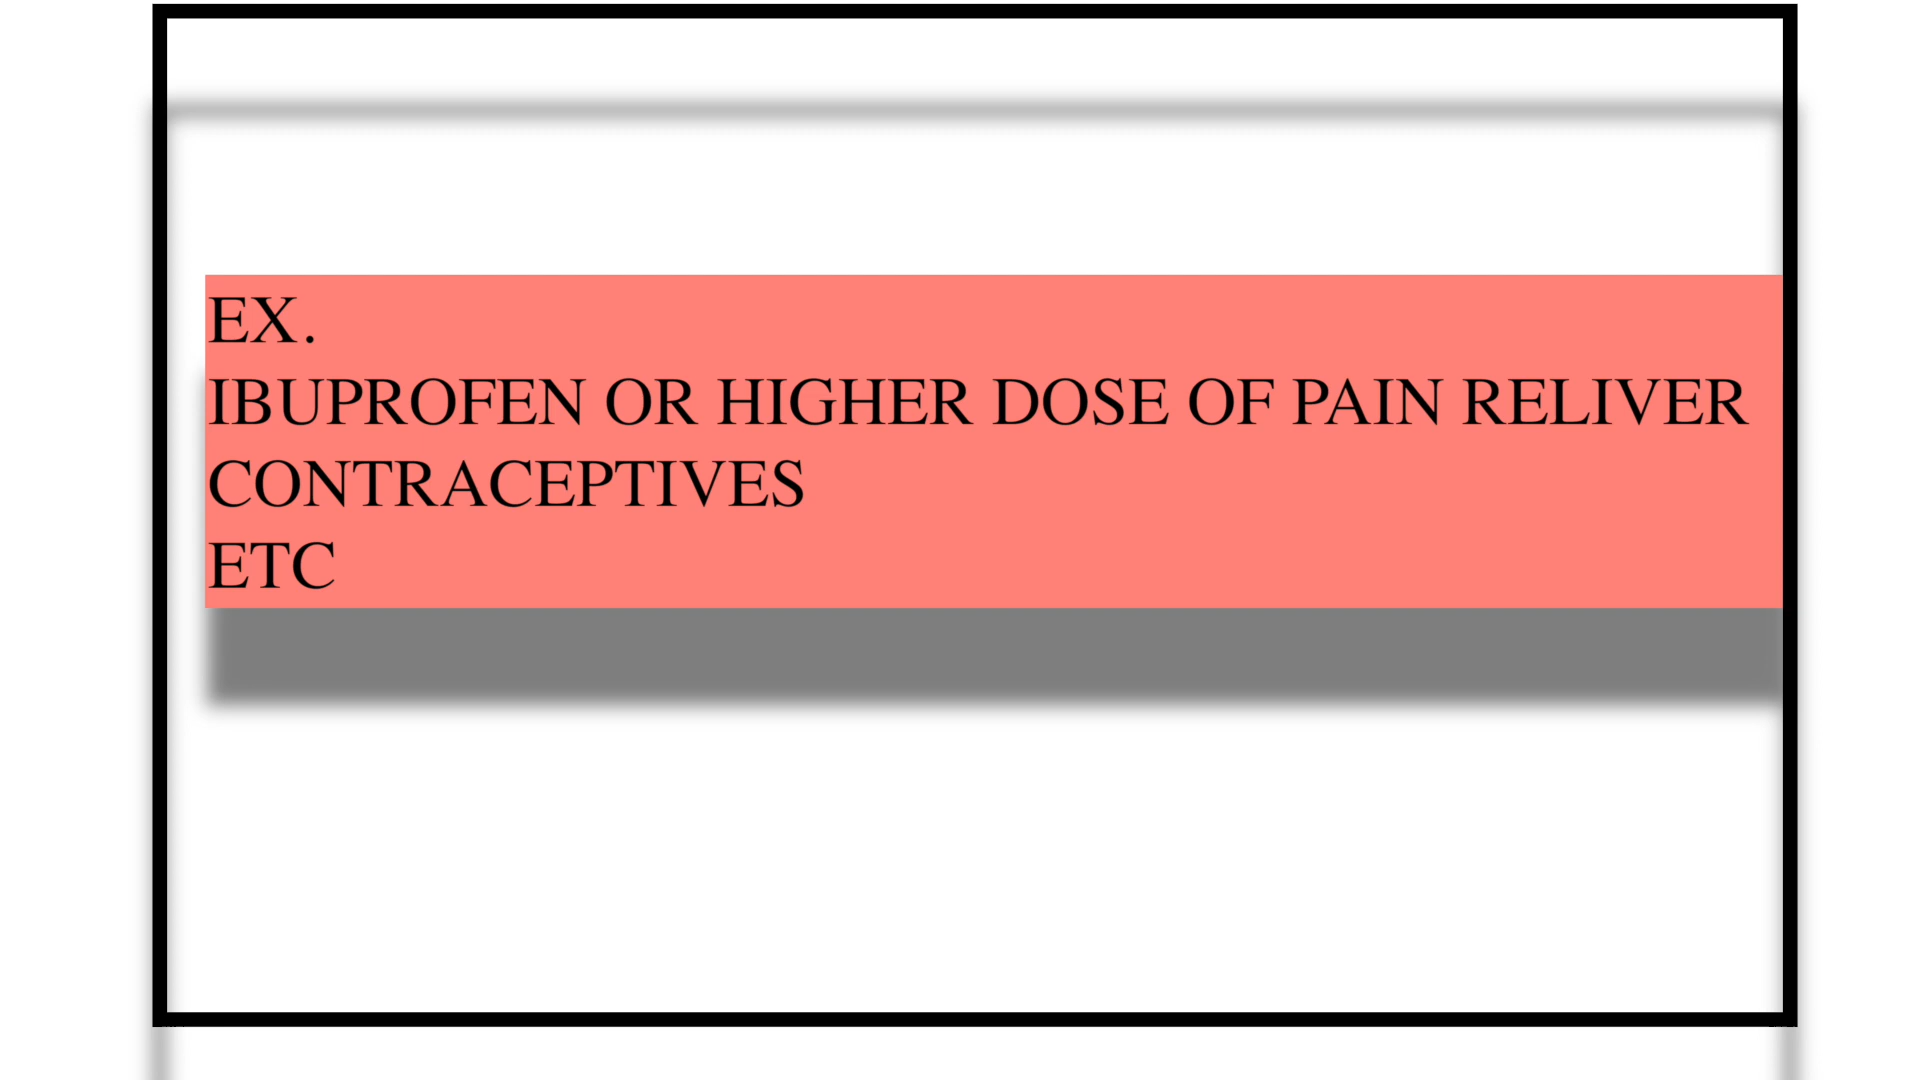 EX.
IBUPROFEN OR HIGHER DOSE OF PAIN RELIVER
CONTRACEPTIVES
ETC